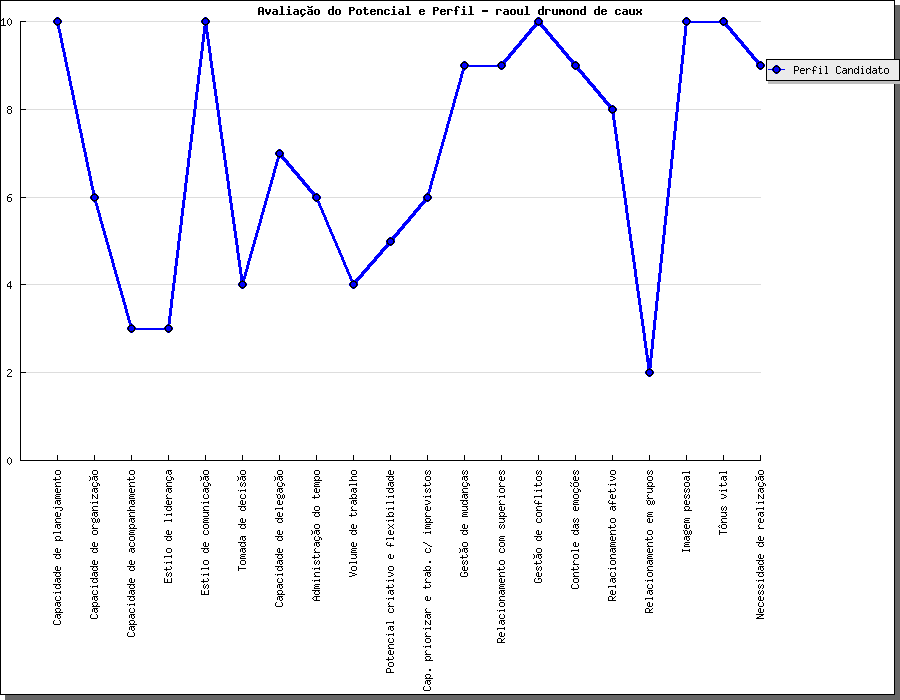 Avaliação do Potencial e Perfil - raoul drumond de caux
10
8
6
4
2
0
Perfil Candidato
Capacidade de planejamento
Capacidade de organização
Capacidade de acompanhamento
Estilo de liderança
Estilo de comunicação
Tomada de decisão
Capacidade de delegação
Administração do tempo
Volume de trabalho
Potencial criativo e flexibilidade
Cap. priorizar e trab. c/ imprevistos
Gestão de mudanças
Relacionamento com superiores
Gestão de conflitos
Controle das emoções
Relacionamento afetivo
Relacionamento em grupos
Imagem pessoal
Tônus vital
Necessidade de realização